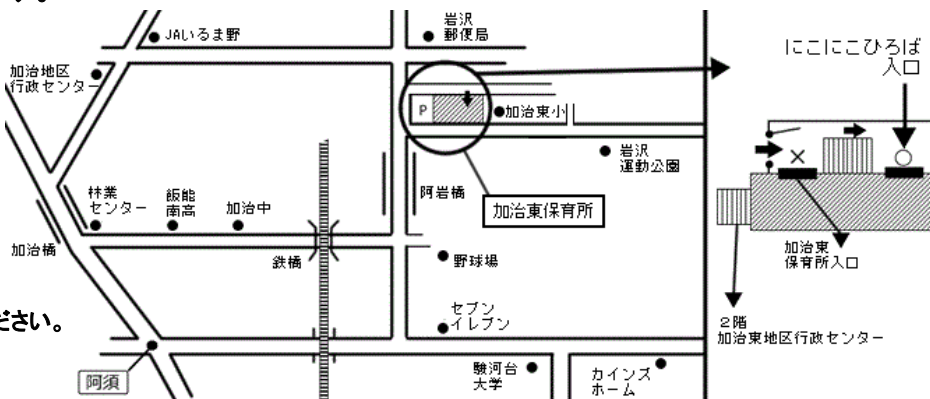 JAいるま野
岩沢
郵便局
加治地区
行政センター
P
加治東小
岩沢
運動公園
阿岩橋
加治東保育所
林業
センター
飯能
南高
加治中
加治橋
鉄橋
野球場
セブン
イレブン
ださい。
阿須
駿河台
大学
カインズ
ホーム
にこにこひろば
入口
加治東
保育所入口
2階
加治東地区行政センター